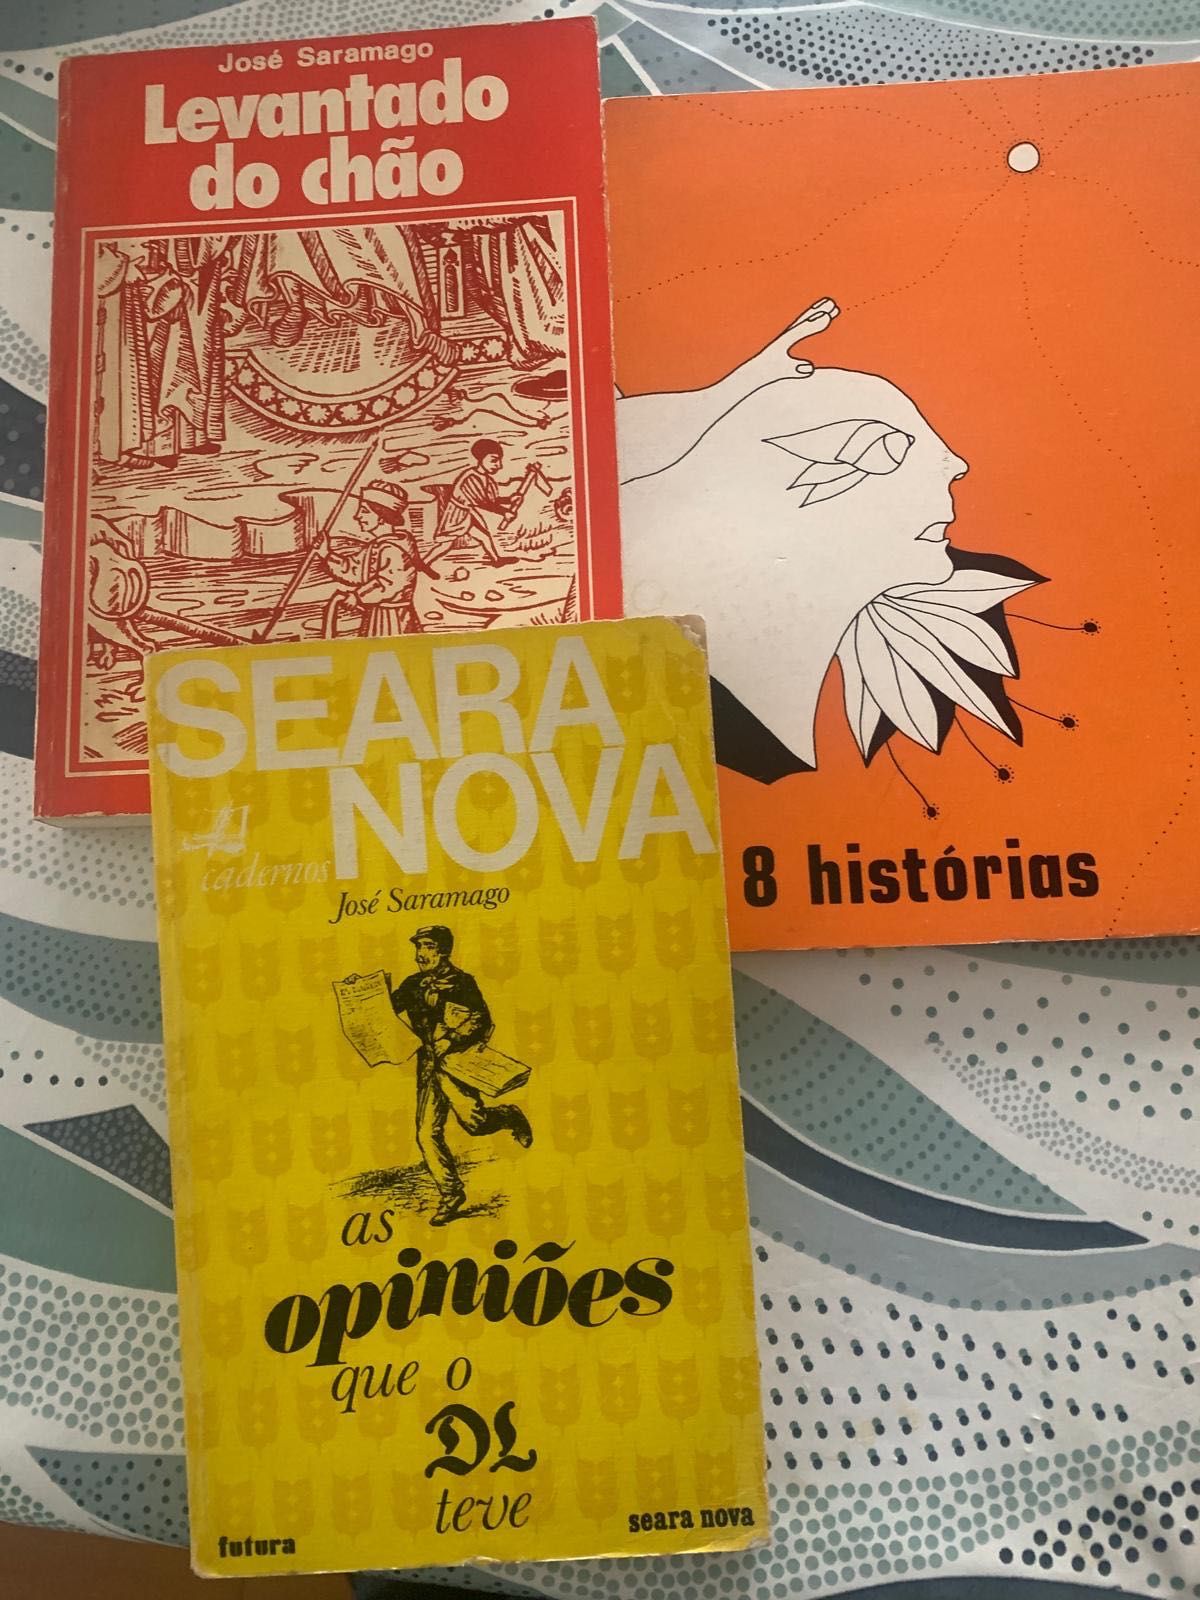 José Saramago
Levantado
do chão
8 histórias
SEARA
NOVA
cadernos
José Saramago
as
opiniões
que o
DL
teve
futura
seara nova